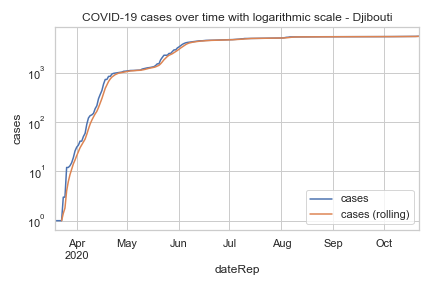 COVID-19 cases over time with logarithmic scale - Djibouti
cases
10³
10²
10¹
10⁰
Apr May Jun Jul Aug Sep Oct
2020
dateRep
cases
cases (rolling)